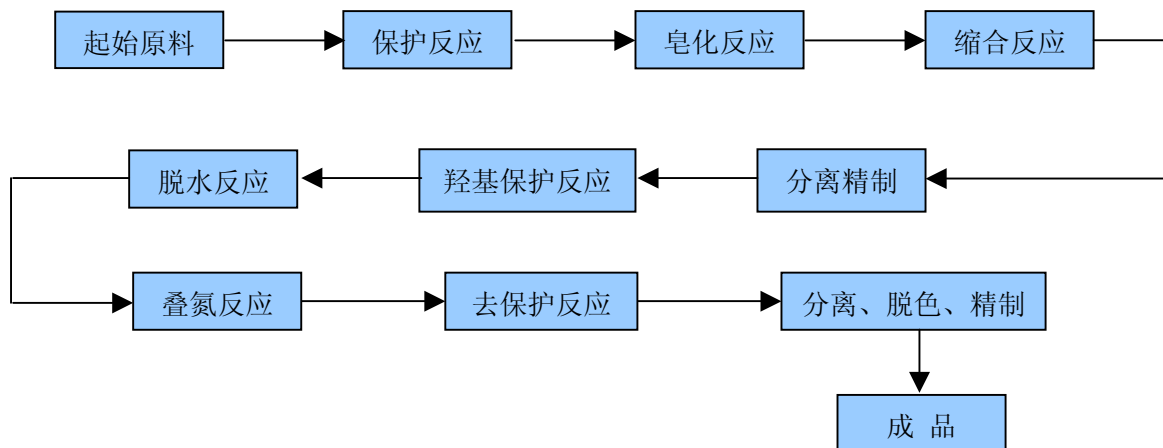 起始原料
保护反应
皂化反应
缩合反应
分离精制
羟基保护反应
脱水反应
叠氮反应
去保护反应
分离、脱色、精制
成 品